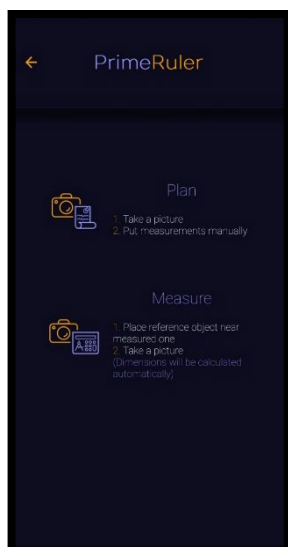 PrimeRuler
Plan
1. Take a picture
2. Put measurements manually
Measure
1. Place reference object near
measured one
2. Take a picture
(Dimensions will be calculated
automatically)